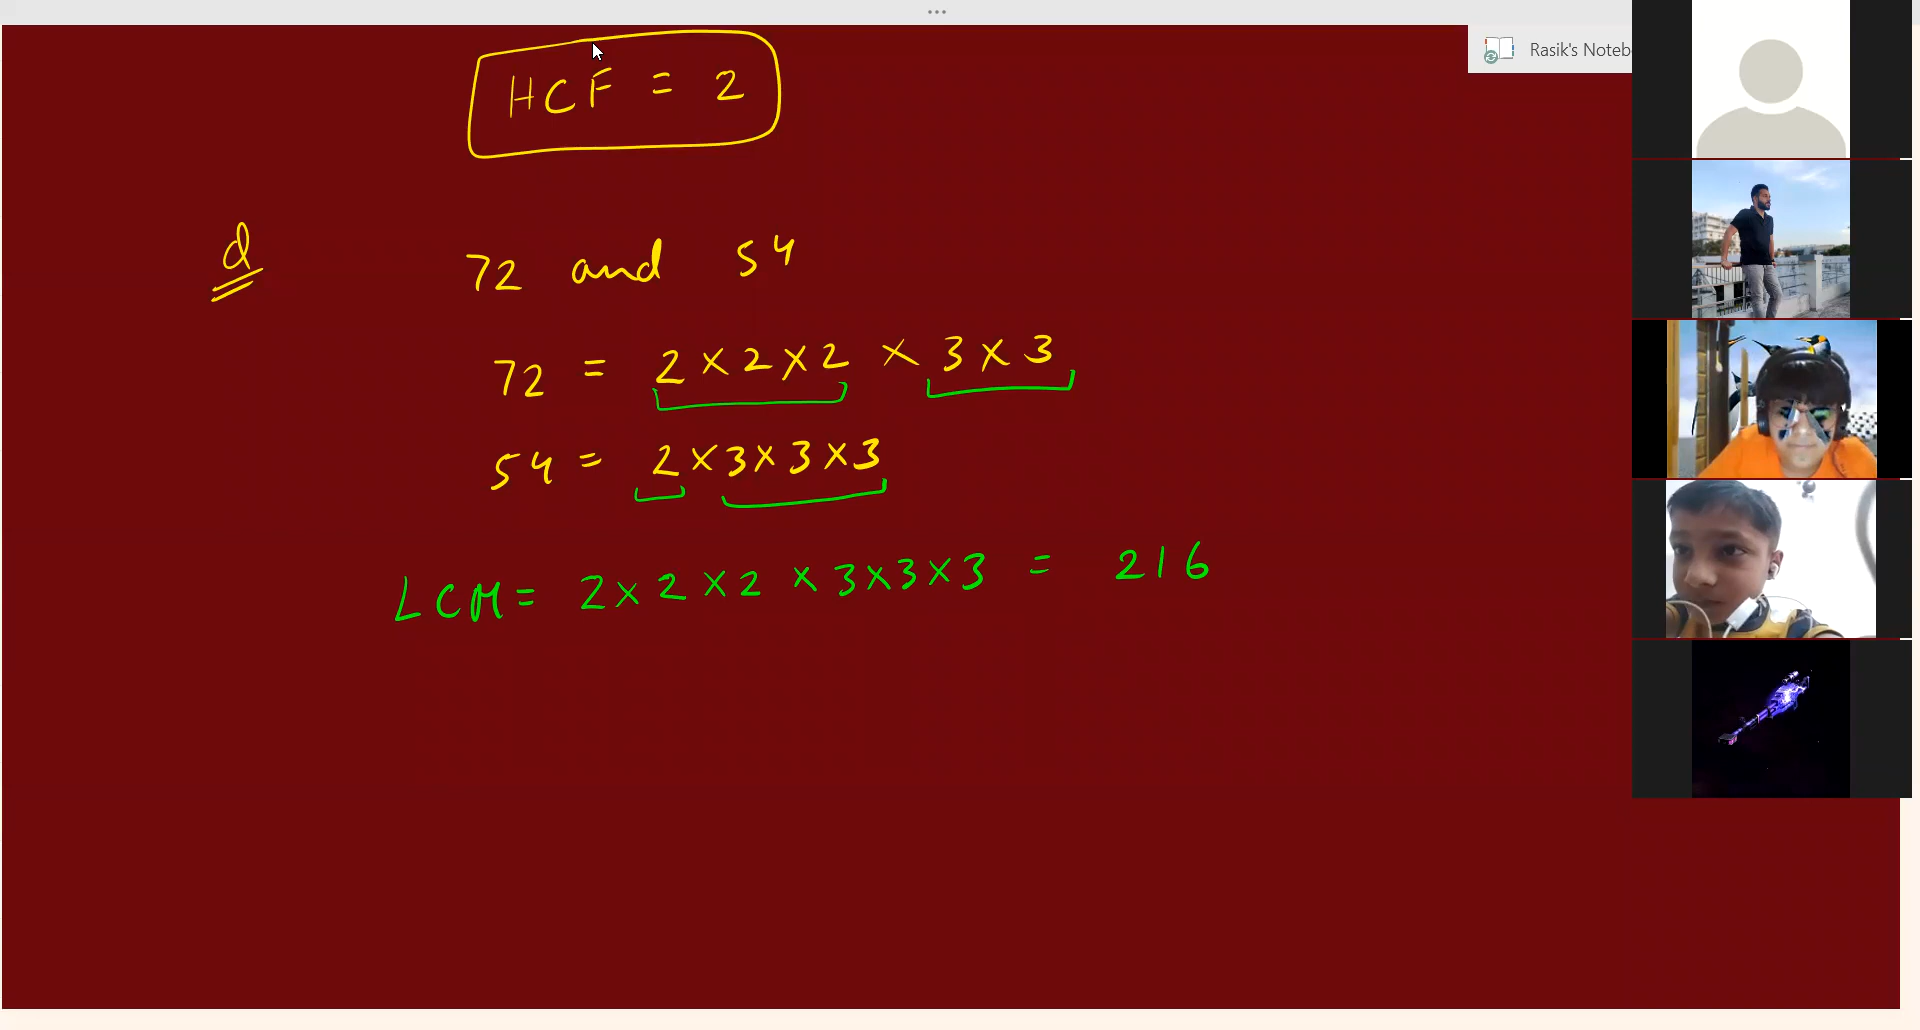 HCF = 2
Rasik's Noteb
d 72 and 54
72 = 2 × 2 × 2 × 3 × 3
54 = 2 × 3 × 3 × 3
LCM = 2 × 2 × 2 × 3 × 3 × 3 = 216